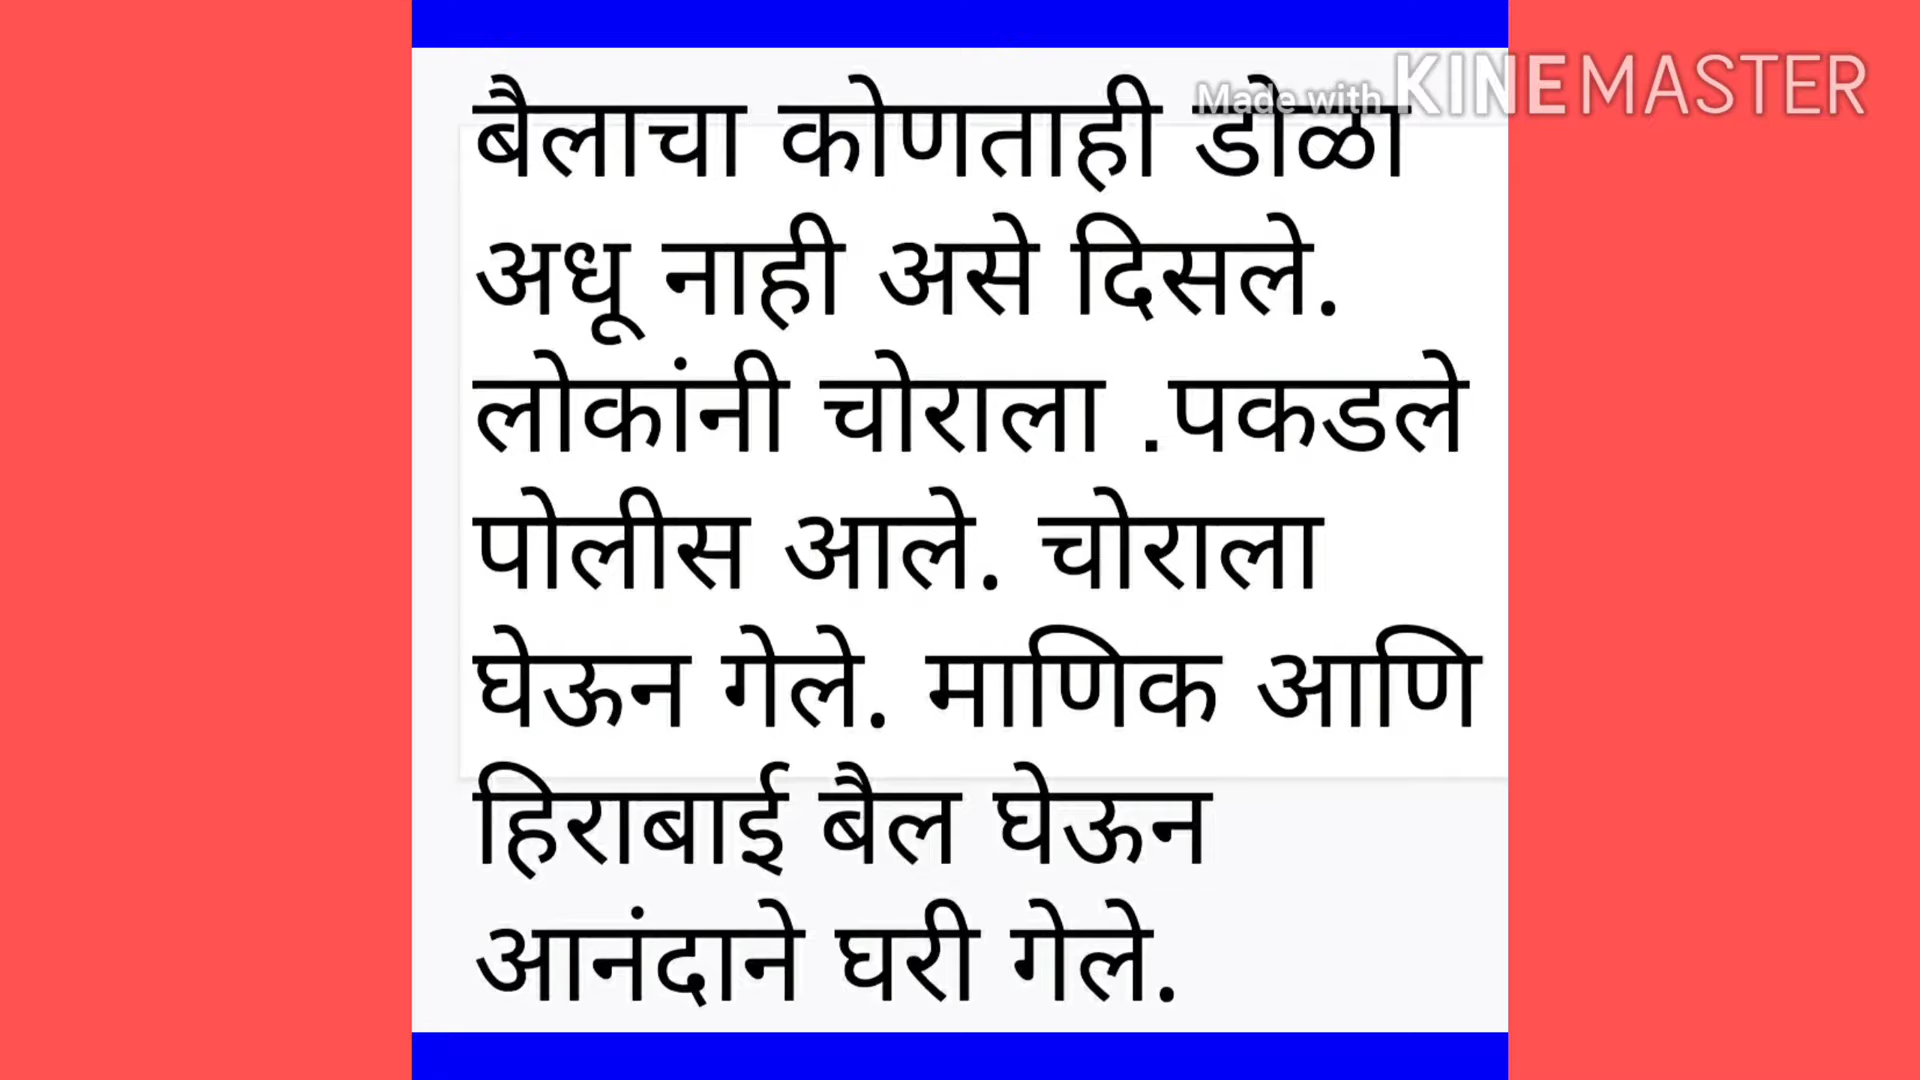 Made with KINEMASTER
बैलाचा कोणताही डोळा
अधू नाही असे दिसले.
लोकांनी चोराला .पकडले
पोलीस आले. चोराला
घेऊन गेले. माणिक आणि
हिराबाई बैल घेऊन
आनंदाने घरी गेले.